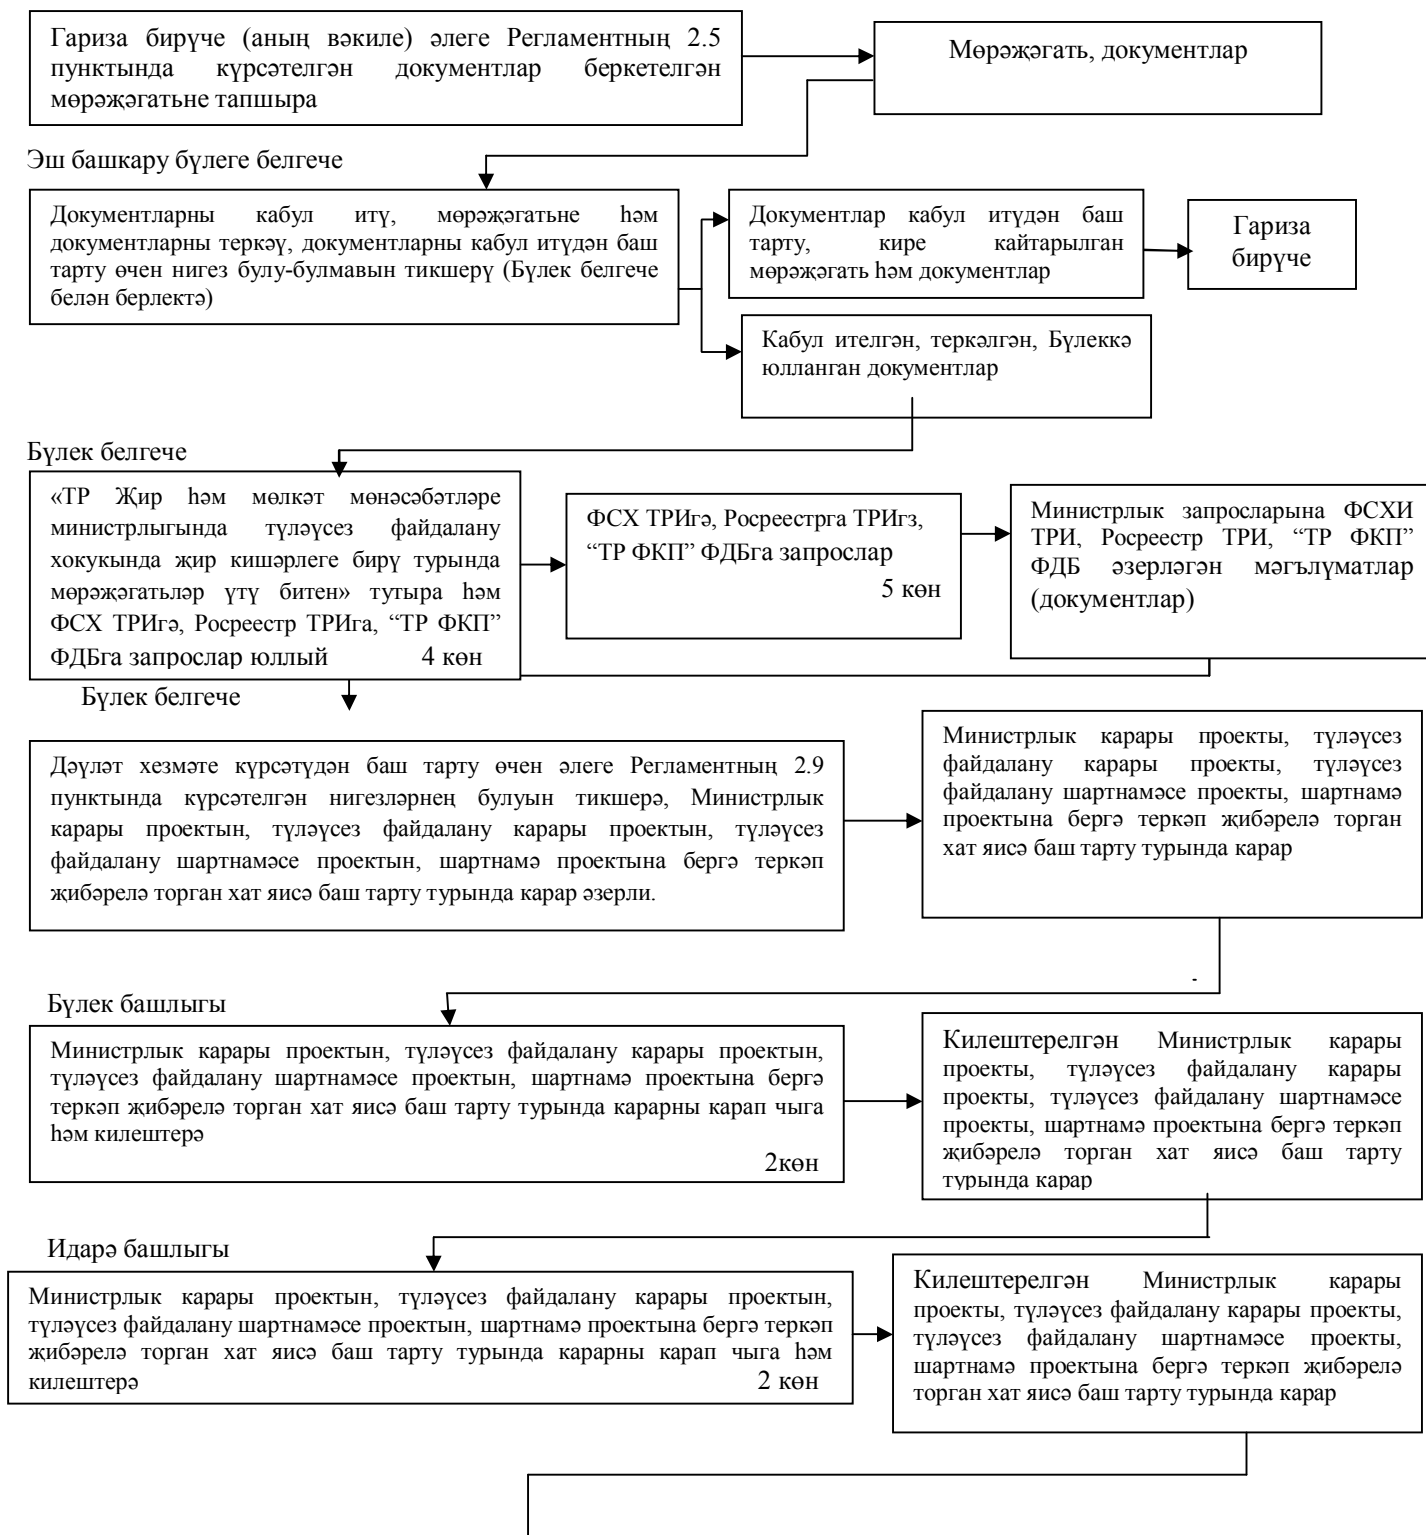 Гариза бирүче (аның вәкиле) әлеге Регламентның 2.5
пунктында күрсәтелгән документлар беркетелгән
мөрәҗәгатьне тапшыра
Мөрәҗәгать, документлар
Эш башкару бүлеге белгече
Документларны кабул итү, мөрәҗәгатьне һәм
документларны теркәү, документларны кабул итүдән баш
тарту өчен нигез булу-булмавын тикшерү (Бүлек белгече
белән берлектә)
Документлар кабул итүдән баш
тарту, кире кайтарылган
мөрәҗәгать һәм документлар
Гариза
бирүче
Кабул ителгән, теркәлгән, Бүлеккә
юлланган документлар
Бүлек белгече
«ТР Җир һәм мөлкәт мөнәсәбәтләре
министрлыгында түләүсез файдалану
хокукында җир кишәрлеге бирү турында
мөрәҗәгатьләр үтү битен» тутыра һәм
ФСХ ТРИгә, Росреестр ТРИга, “ТР ФКП”
ФДБга запрослар юллый 4 көн
ФСХ ТРИгә, Росреестрга ТРИгз,
“ТР ФКП” ФДБга запрослар
5 көн
Министрлык запросларына ФСХИ
ТРИ, Росреестр ТРИ, “ТР ФКП”
ФДБ әзерләгән мәгълүматлар
(документлар)
Бүлек белгече
Дәүләт хезмәте күрсәтүдән баш тарту өчен әлеге Регламентның 2.9
пунктында күрсәтелгән нигезләрнең булуын тикшерә, Министрлык
карары проектын, түләүсез файдалану карары проектын, түләүсез
файдалану шартнамәсе проектын, шартнамә проектына бергә теркәп
җибәрелә торган хат яисә баш тарту турында карар әзерли.
Министрлык карары проекты, түләүсез
файдалану карары проекты, түләүсез
файдалану шартнамәсе проекты, шартнамә
проектына бергә теркәп җибәрелә торган
хат яисә баш тарту турында карар
-
Бүлек башлыгы
Министрлык карары проектын, түләүсез файдалану карары проектын,
түләүсез файдалану шартнамәсе проектын, шартнамә проектына бергә
теркәп җибәрелә торган хат яисә баш тарту турында карарны карап чыга
һәм килештерә
2көн
Килештерелгән Министрлык карары
проекты, түләүсез файдалану карары
проекты, түләүсез файдалану шартнамәсе
проекты, шартнамә проектына бергә теркәп
җибәрелә торган хат яисә баш тарту
турында карар
Идарә башлыгы
Министрлык карары проектын, түләүсез файдалану карары проектын,
түләүсез файдалану шартнамәсе проектын, шартнамә проектына бергә теркәп
җибәрелә торган хат яисә баш тарту турында карарны карап чыга һәм
килештерә 2 көн
Килештерелгән Министрлык карары
проекты, түләүсез файдалану карары проекты,
түләүсез файдалану шартнамәсе проекты,
шартнамә проектына бергә теркәп җибәрелә
торган хат яисә баш тарту турында карар